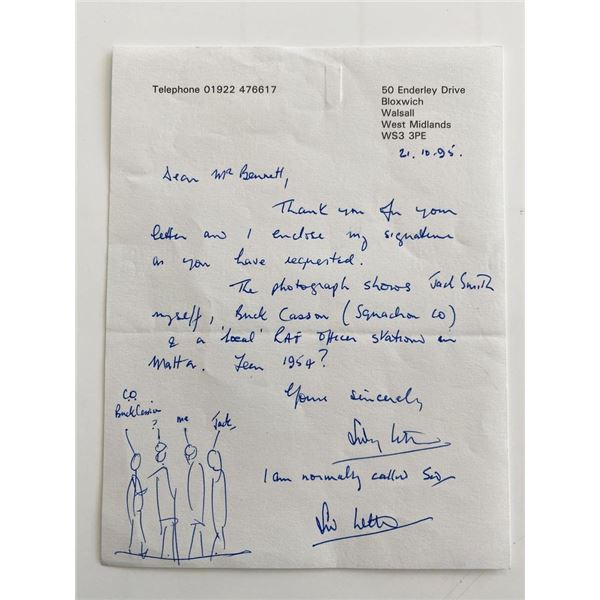 Telephone 01922 476617
50 Enderley Drive
Bloxwich
Walsall
West Midlands
WS3 3PE
21.10.95.
Dear Mr Bennett,
Thank you for your
letter and I enclose my signature
as you have requested.
The photograph shows Jack Smith
myself, Buck Casson (Squadron CO)
& a 'local' RAF officer stationed in
Malta. Year 1954?
Yours sincerely
I am normally called Sid
C.O.
Buck Casson
?
me
Jack